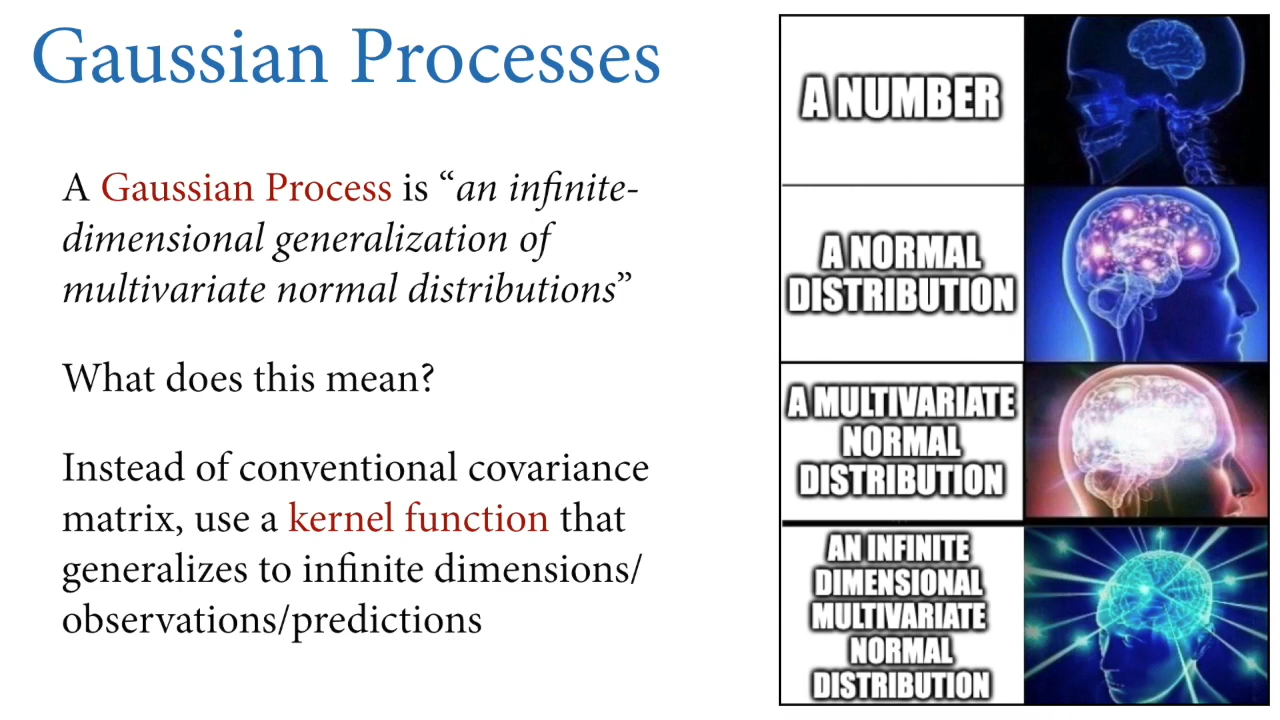 Gaussian Processes
A Gaussian Process is “an infinite-
dimensional generalization of
multivariate normal distributions”
What does this mean?
Instead of conventional covariance
matrix, use a kernel function that
generalizes to infinite dimensions/
observations/predictions
A NUMBER
A NORMAL
DISTRIBUTION
A MULTIVARIATE
NORMAL
DISTRIBUTION
AN INFINITE
DIMENSIONAL
MULTIVARIATE
NORMAL
DISTRIBUTION